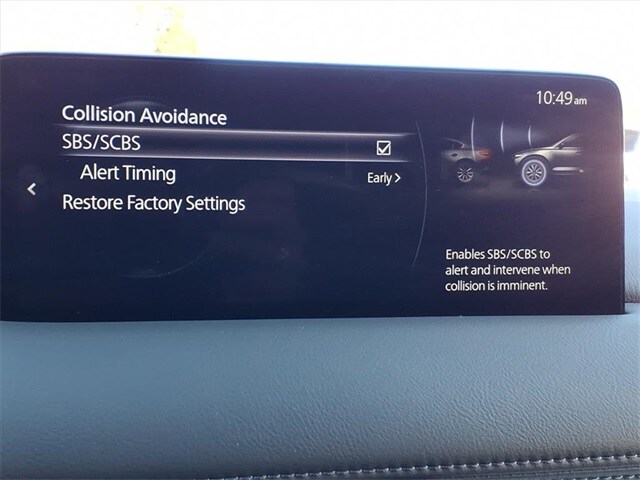 10:49am
Collision Avoidance
SBS/SCBS
Alert Timing Early >
Restore Factory Settings
Enables SBS/SCBS to
alert and intervene when
collision is imminent.